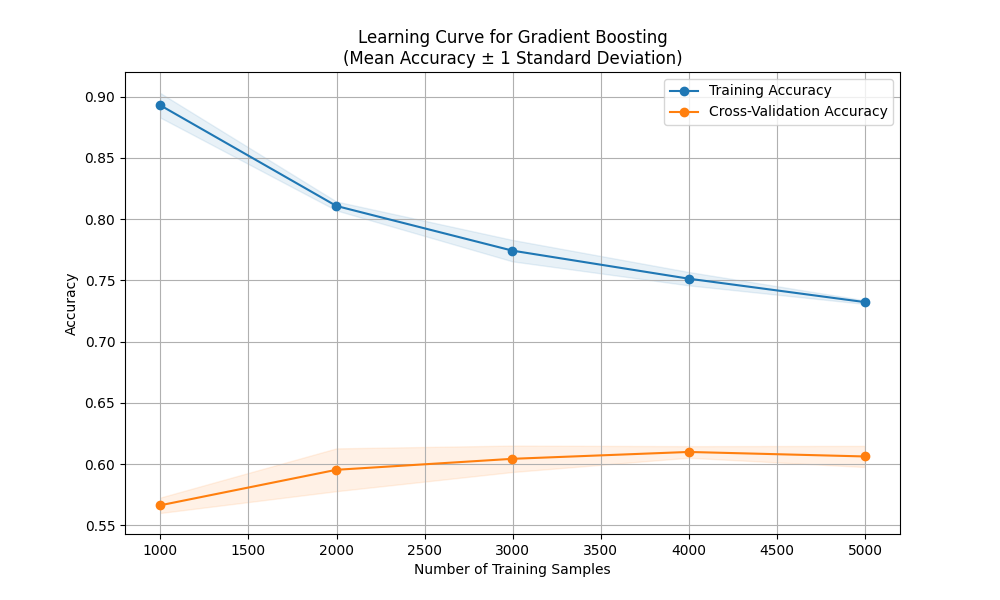 Learning Curve for Gradient Boosting
(Mean Accuracy ± 1 Standard Deviation)
Training Accuracy
Cross-Validation Accuracy
Accuracy
0.90
0.85
0.80
0.75
0.70
0.65
0.60
0.55
1000 1500 2000 2500 3000 3500 4000 4500 5000
Number of Training Samples